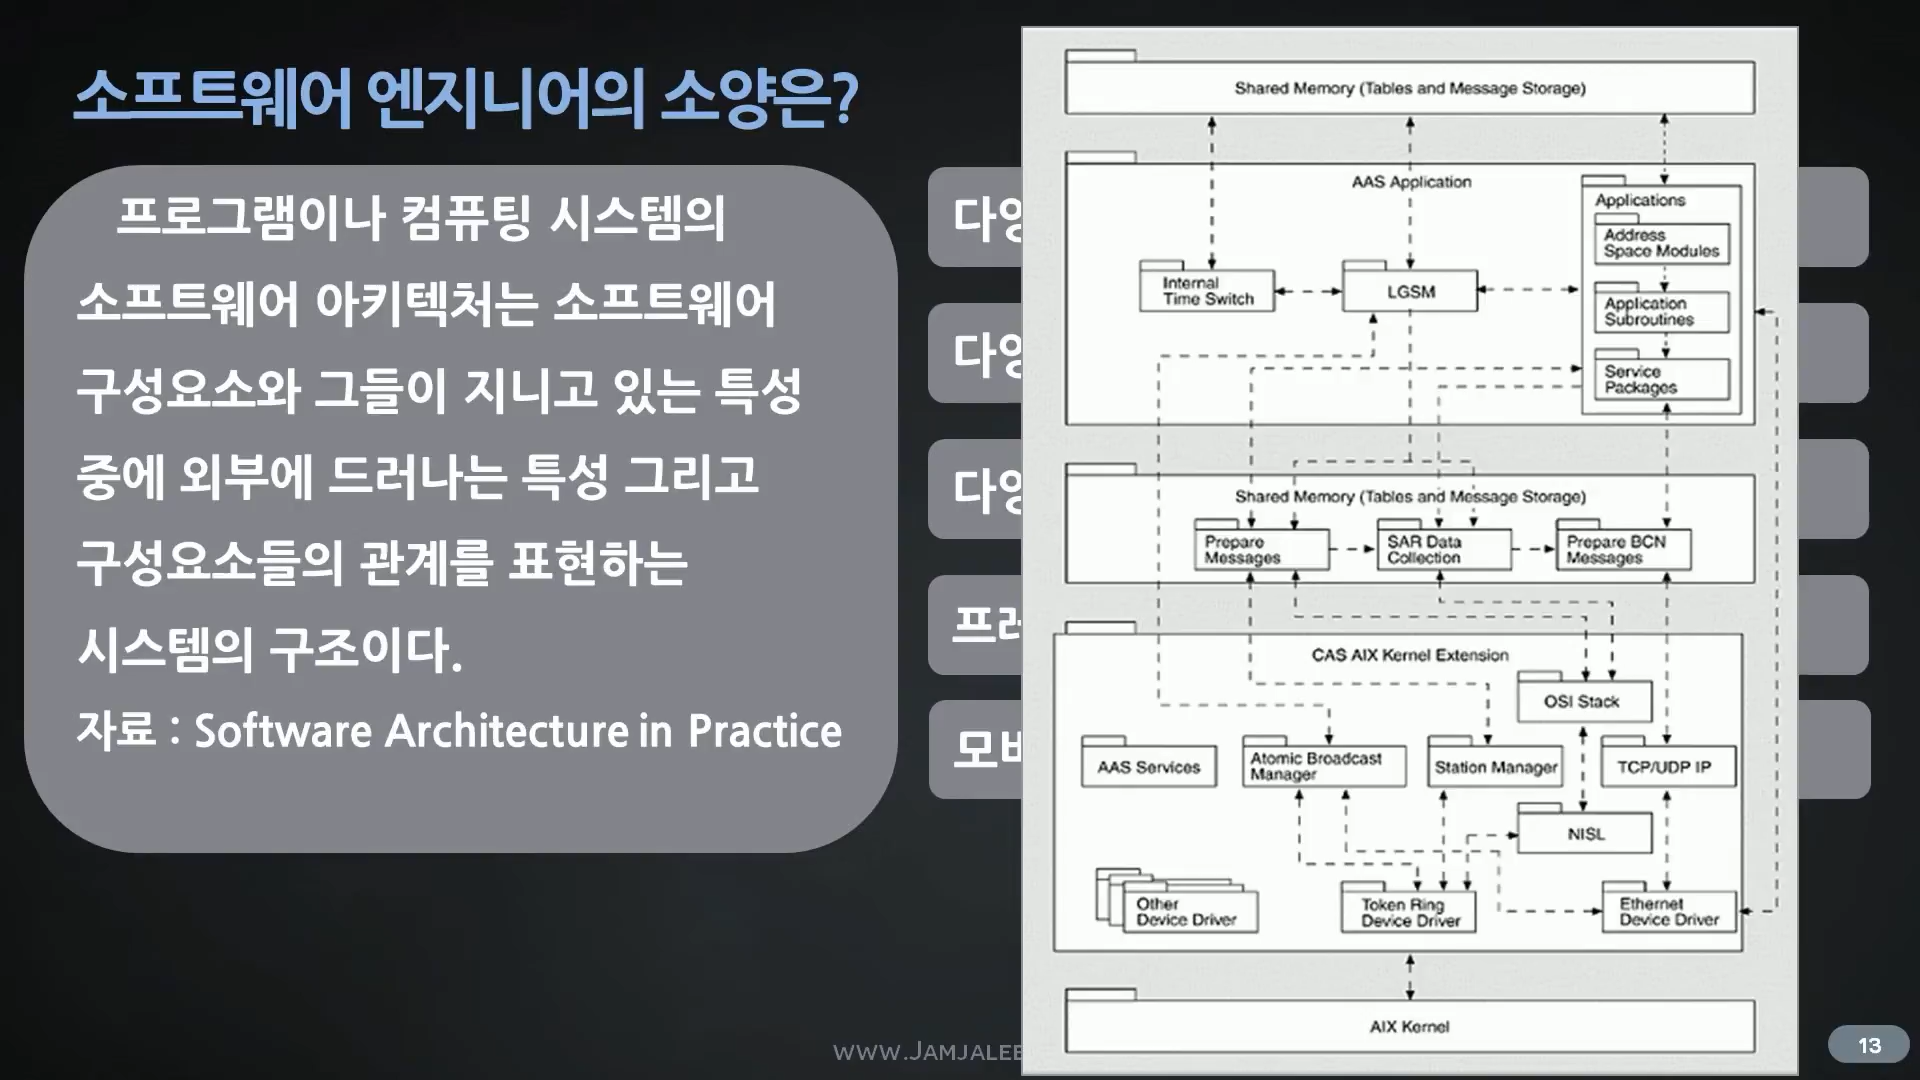 소프트웨어 엔지니어의 소양은?
프로그램이나 컴퓨팅 시스템의
소프트웨어 아키텍처는 소프트웨어
구성요소와 그들이 지니고 있는 특성
중에 외부에 드러나는 특성 그리고
구성요소들의 관계를 표현하는
시스템의 구조이다.
자료 : Software Architecture in Practice
Shared Memory (Tables and Message Storage)
AAS Application
Applications
Address
Space Modules
Internal
Time Switch
LGSM
Application
Subroutines
Service
Packages
Shared Memory (Tables and Message Storage)
Prepare
Messages
SAR Data
Collection
Prepare BCN
Messages
CAS AIX Kernel Extension
OSI Stack
AAS Services
Atomic Broadcast
Manager
Station Manager
TCP/UDP IP
NISL
Other
Device Driver
Token Ring
Device Driver
Ethernet
Device Driver
AIX Kernel
WWW.JAMJALEE
13